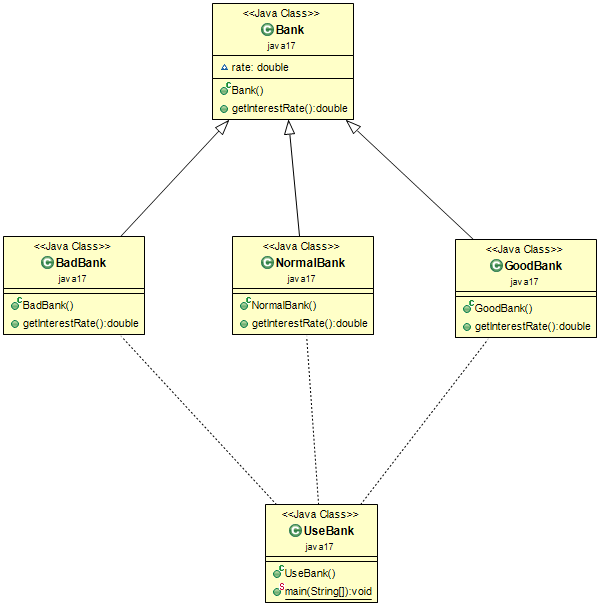 <<Java Class>>
Bank
java17
rate: double
Bank()
getInterestRate():double
<<Java Class>>
BadBank
java17
BadBank()
getInterestRate():double
<<Java Class>>
NormalBank
java17
NormalBank()
getInterestRate():double
<<Java Class>>
GoodBank
java17
GoodBank()
getInterestRate():double
<<Java Class>>
UseBank
java17
UseBank()
main(String[]):void